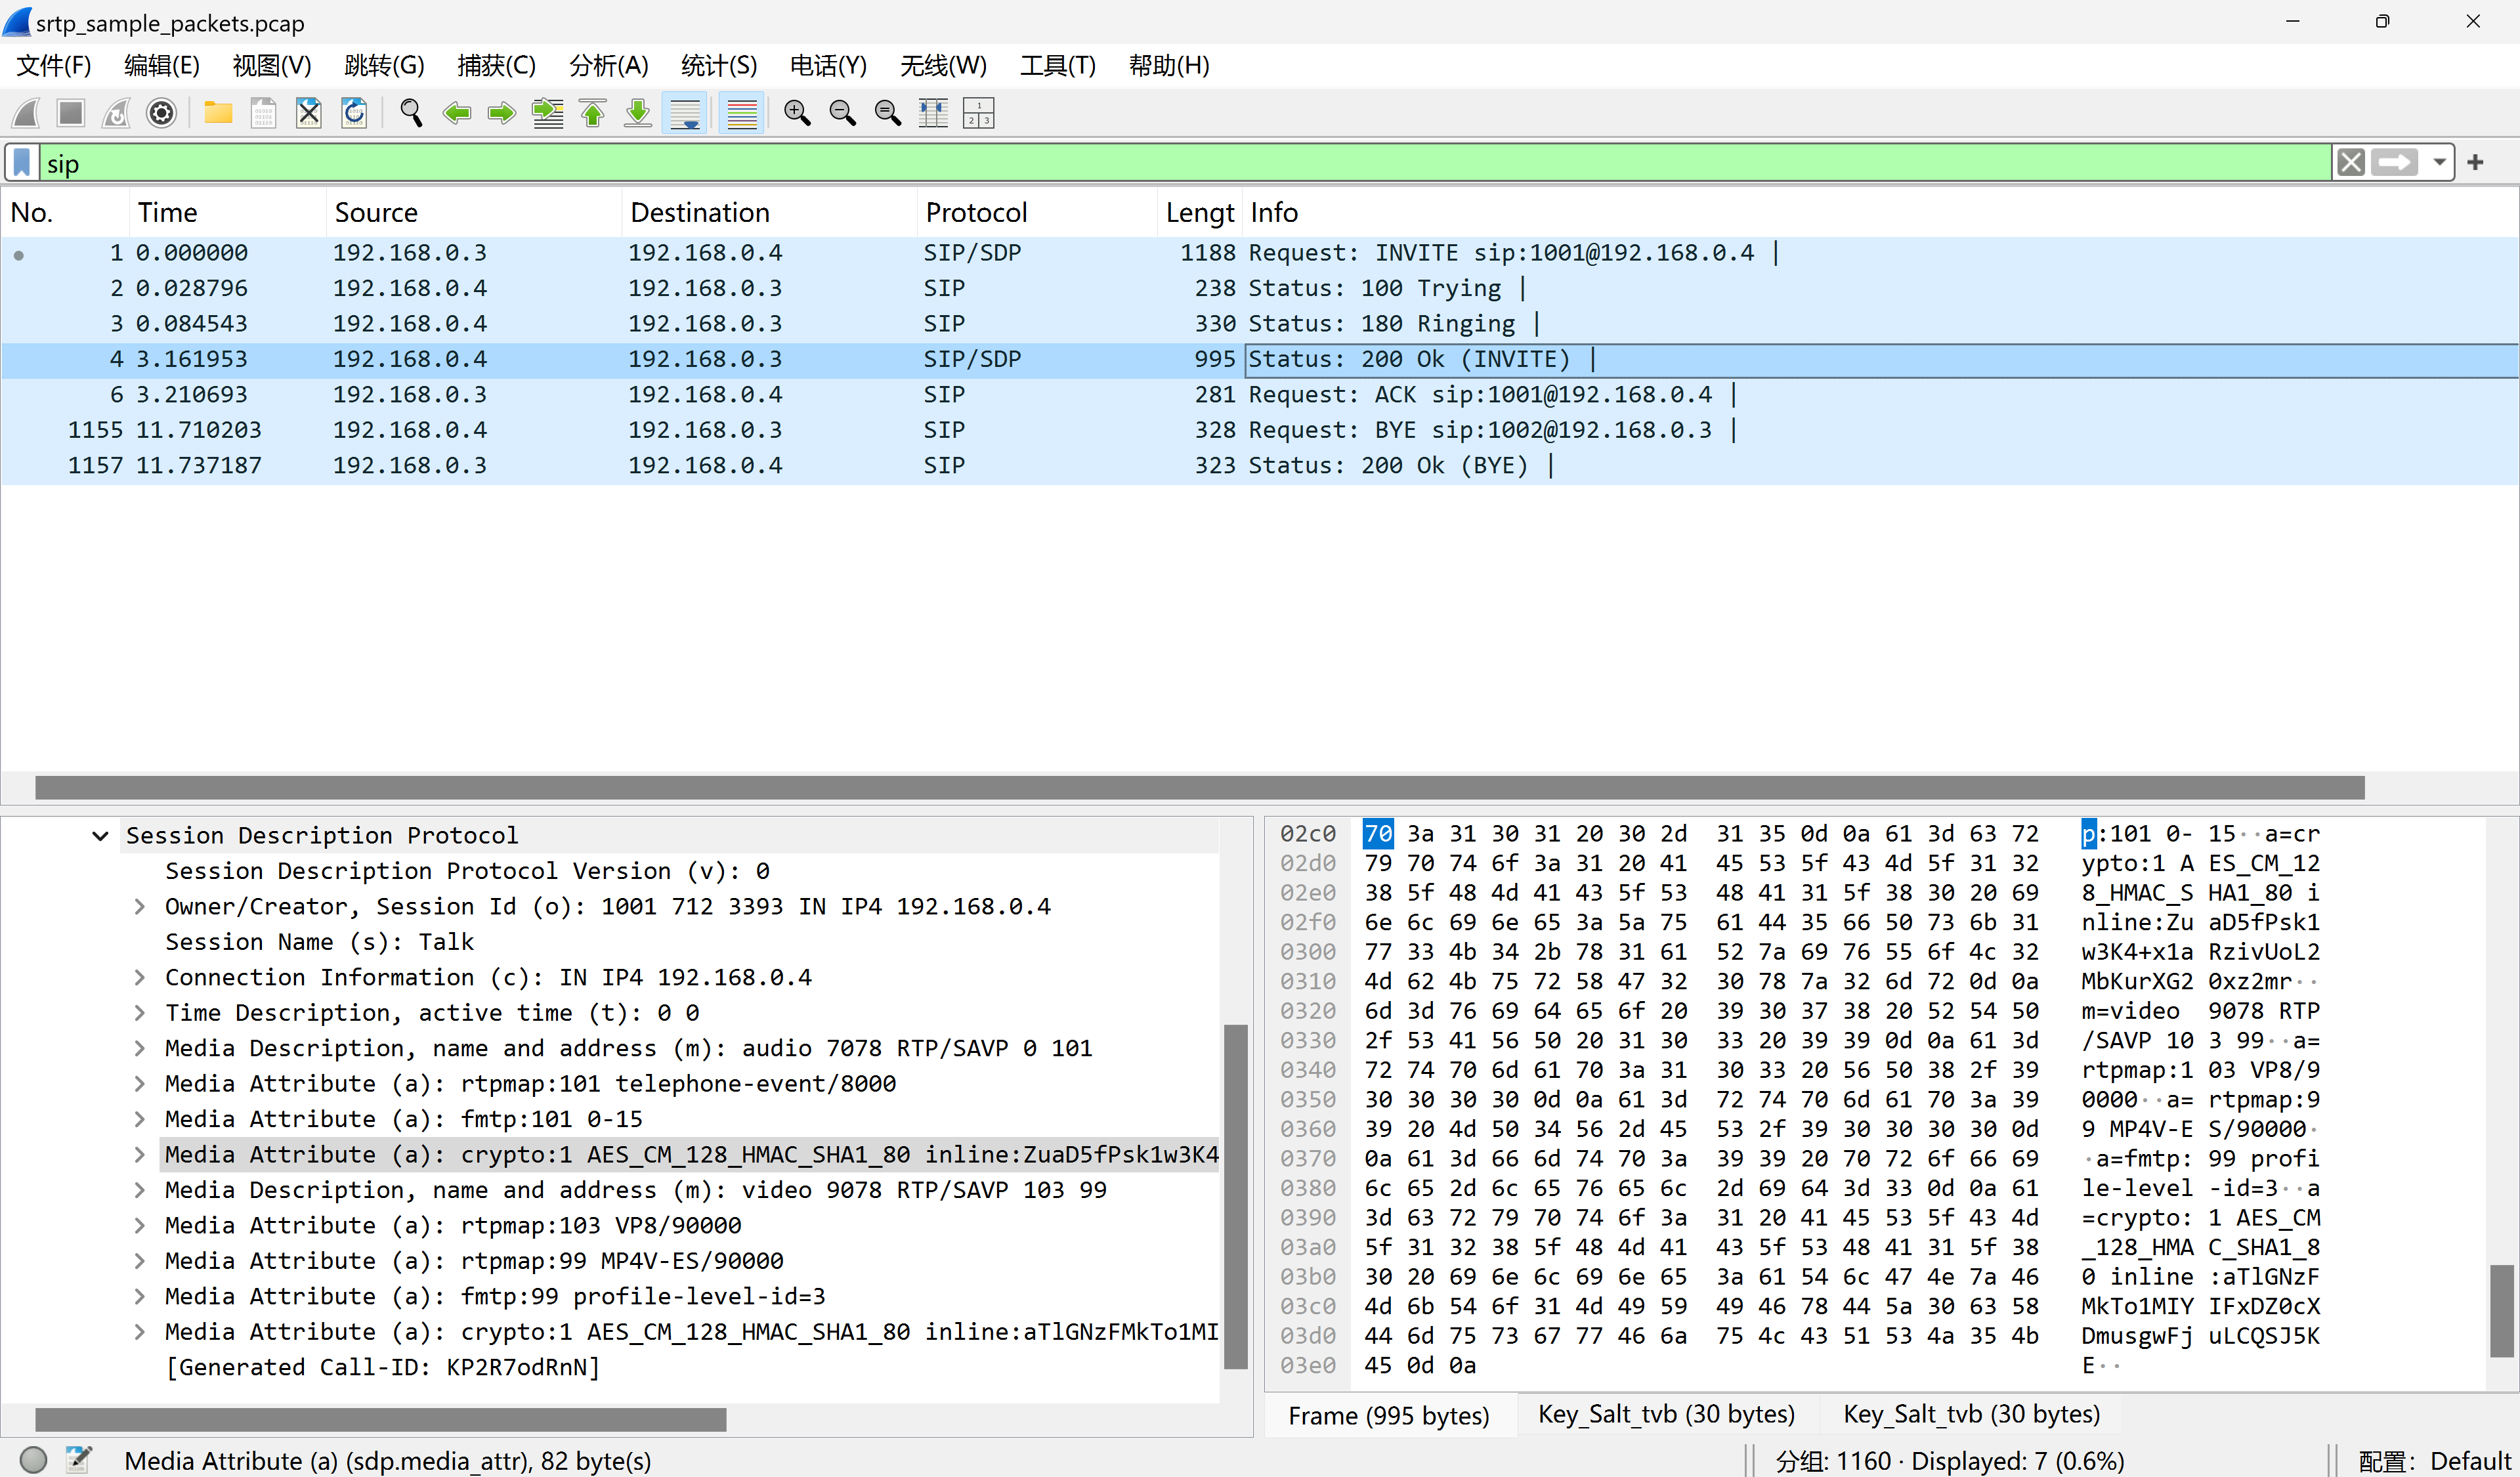 srtp_sample_packets.pcap
文件(F) 编辑(E) 视图(V) 跳转(G) 捕获(C) 分析(A) 统计(S) 电话(Y) 无线(W) 工具(T) 帮助(H)
sip
No. Time Source Destination Protocol Lengt Info
1 0.000000 192.168.0.3 192.168.0.4 SIP/SDP 1188 Request: INVITE sip:1001@192.168.0.4 |
2 0.028796 192.168.0.4 192.168.0.3 SIP 238 Status: 100 Trying |
3 0.084543 192.168.0.4 192.168.0.3 SIP 330 Status: 180 Ringing |
4 3.161953 192.168.0.4 192.168.0.3 SIP/SDP 995 Status: 200 Ok (INVITE) |
6 3.210693 192.168.0.3 192.168.0.4 SIP 281 Request: ACK sip:1001@192.168.0.4 |
1155 11.710203 192.168.0.4 192.168.0.3 SIP 328 Request: BYE sip:1002@192.168.0.3 |
1157 11.737187 192.168.0.3 192.168.0.4 SIP 323 Status: 200 Ok (BYE) |
Session Description Protocol
Session Description Protocol Version (v): 0
Owner/Creator, Session Id (o): 1001 712 3393 IN IP4 192.168.0.4
Session Name (s): Talk
Connection Information (c): IN IP4 192.168.0.4
Time Description, active time (t): 0 0
Media Description, name and address (m): audio 7078 RTP/SAVP 0 101
Media Attribute (a): rtpmap:101 telephone-event/8000
Media Attribute (a): fmtp:101 0-15
Media Attribute (a): crypto:1 AES_CM_128_HMAC_SHA1_80 inline:ZuaD5fPsk1w3K4
Media Description, name and address (m): video 9078 RTP/SAVP 103 99
Media Attribute (a): rtpmap:103 VP8/90000
Media Attribute (a): rtpmap:99 MP4V-ES/90000
Media Attribute (a): fmtp:99 profile-level-id=3
Media Attribute (a): crypto:1 AES_CM_128_HMAC_SHA1_80 inline:aTlGNzFMkTo1MI
[Generated Call-ID: KP2R7odRnN]
02c0 70 3a 31 30 31 20 30 2d 31 35 0d 0a 61 3d 63 72 p:101 0- 15··a=cr
02d0 79 70 74 6f 3a 31 20 41 45 53 5f 43 4d 5f 31 32 ypto:1 A ES_CM_12
02e0 38 5f 48 4d 41 43 5f 53 48 41 31 5f 38 30 20 69 8_HMAC_S HA1_80 i
02f0 6e 6c 69 6e 65 3a 5a 75 61 44 35 66 50 73 6b 31 nline:Zu aD5fPsk1
0300 77 33 4b 34 2b 78 31 61 52 7a 69 76 55 6f 4c 32 w3K4+x1a RzivUoL2
0310 4d 62 4b 75 72 58 47 32 30 78 7a 32 6d 72 0d 0a MbKurXG2 0xz2mr··
0320 6d 3d 76 69 64 65 6f 20 39 30 37 38 20 52 54 50 m=video 9078 RTP
0330 2f 53 41 56 50 20 31 30 33 20 39 39 0d 0a 61 3d /SAVP 10 3 99··a=
0340 72 74 70 6d 61 70 3a 31 30 33 20 56 50 38 2f 39 rtpmap:1 03 VP8/9
0350 30 30 30 30 0d 0a 61 3d 72 74 70 6d 61 70 3a 39 0000··a= rtpmap:9
0360 39 20 4d 50 34 56 2d 45 53 2f 39 30 30 30 30 0d 9 MP4V-E S/90000·
0370 0a 61 3d 66 6d 74 70 3a 39 39 20 70 72 6f 66 69 ·a=fmtp: 99 profi
0380 6c 65 2d 6c 65 76 65 6c 2d 69 64 3d 33 0d 0a 61 le-level -id=3··a
0390 3d 63 72 79 70 74 6f 3a 31 20 41 45 53 5f 43 4d =crypto: 1 AES_CM
03a0 5f 31 32 38 5f 48 4d 41 43 5f 53 48 41 31 5f 38 _128_HMA C_SHA1_8
03b0 30 20 69 6e 6c 69 6e 65 3a 61 54 6c 47 4e 7a 46 0 inline :aTlGNzF
03c0 4d 6b 54 6f 31 4d 49 59 49 46 78 44 5a 30 63 58 MkTo1MIY IFxDZ0cX
03d0 44 6d 75 73 67 77 46 6a 75 4c 43 51 53 4a 35 4b DmusgwFj uLCQSJ5K
03e0 45 0d 0a E··
Frame (995 bytes) Key_Salt_tvb (30 bytes) Key_Salt_tvb (30 bytes)
Media Attribute (a) (sdp.media_attr), 82 byte(s) 分组: 1160 · Displayed: 7 (0.6%) 配置: Default